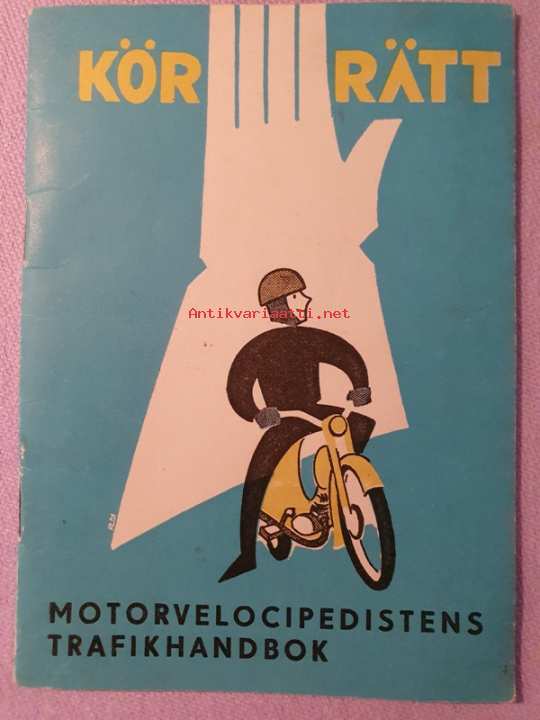 KÖR RÄTT
Antikvariaatti.net
MOTORVELOCIPEDISTENS
TRAFIKHANDBOK